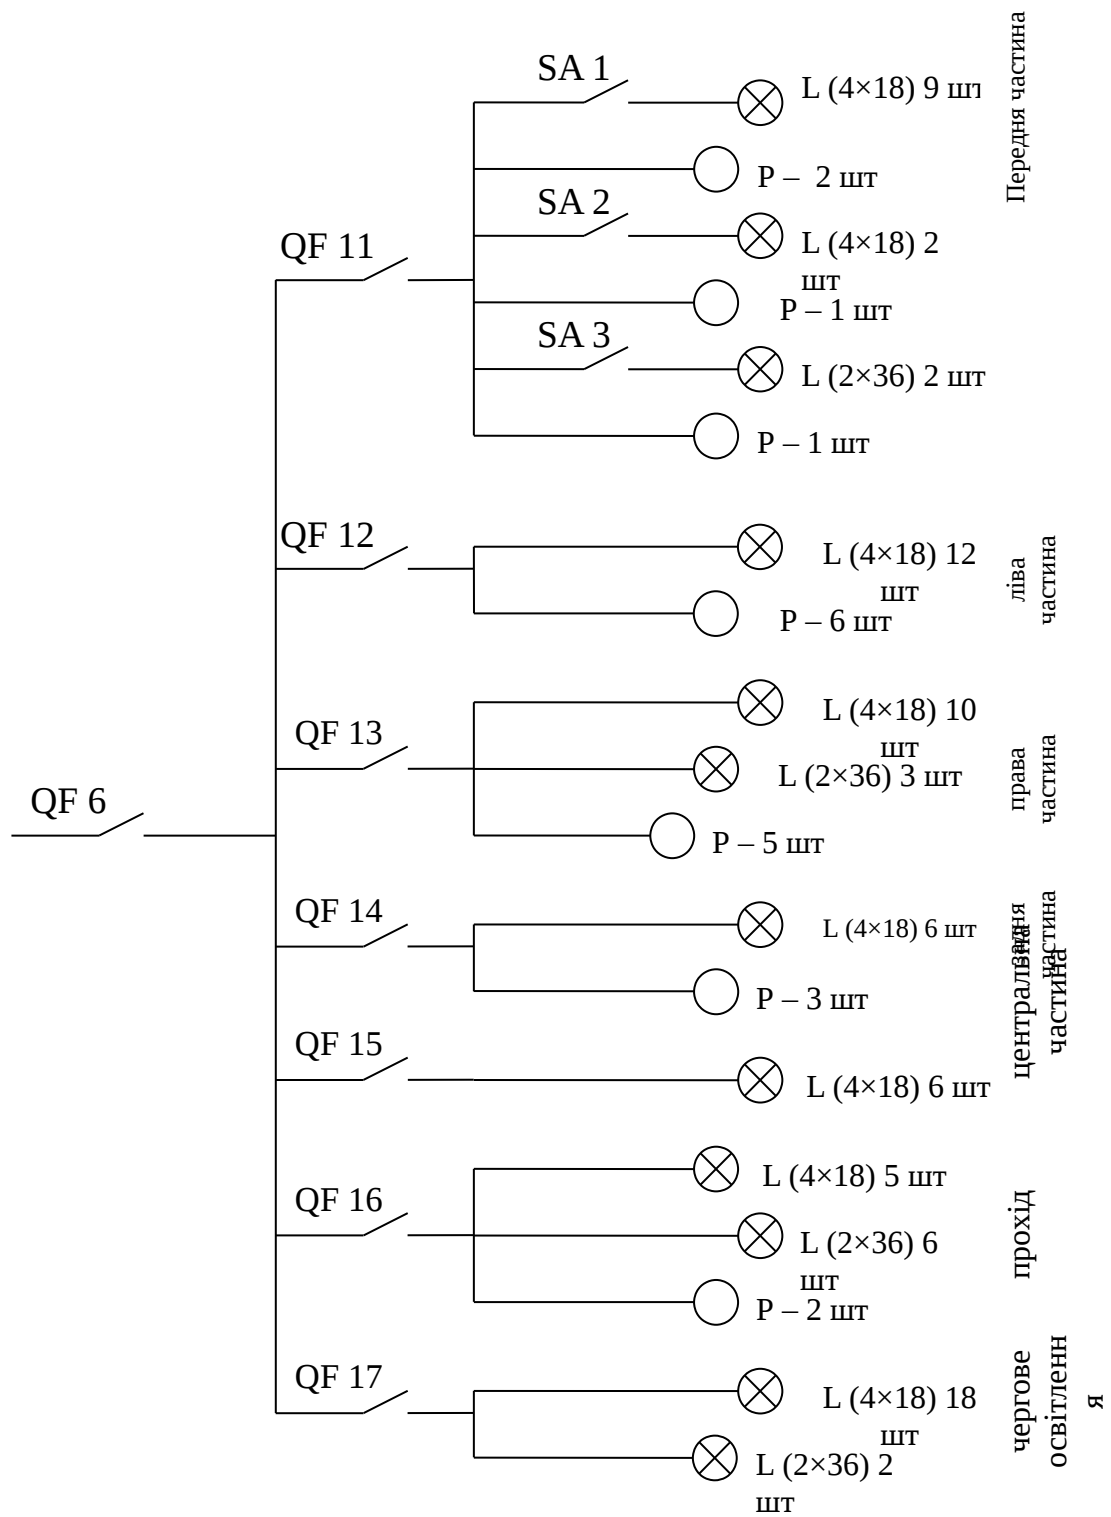 SA 1
L (4×18) 9 шт
Передня частина
P –  2 шт
SA 2
L (4×18) 2
шт
QF 11
P – 1 шт
SA 3
L (2×36) 2 шт
P – 1 шт
QF 12
L (4×18) 12
шт
ліва
частина
P – 6 шт
L (4×18) 10
шт
QF 13
L (2×36) 3 шт
права
частина
QF 6
P – 5 шт
QF 14
L (4×18) 6 шт
задня
частина
P – 3 шт
центральна
частина
QF 15
L (4×18) 6 шт
L (4×18) 5 шт
QF 16
L (2×36) 6
шт
прохід
P – 2 шт
QF 17
L (4×18) 18
шт
чергове
освітленн
я
L (2×36) 2
шт